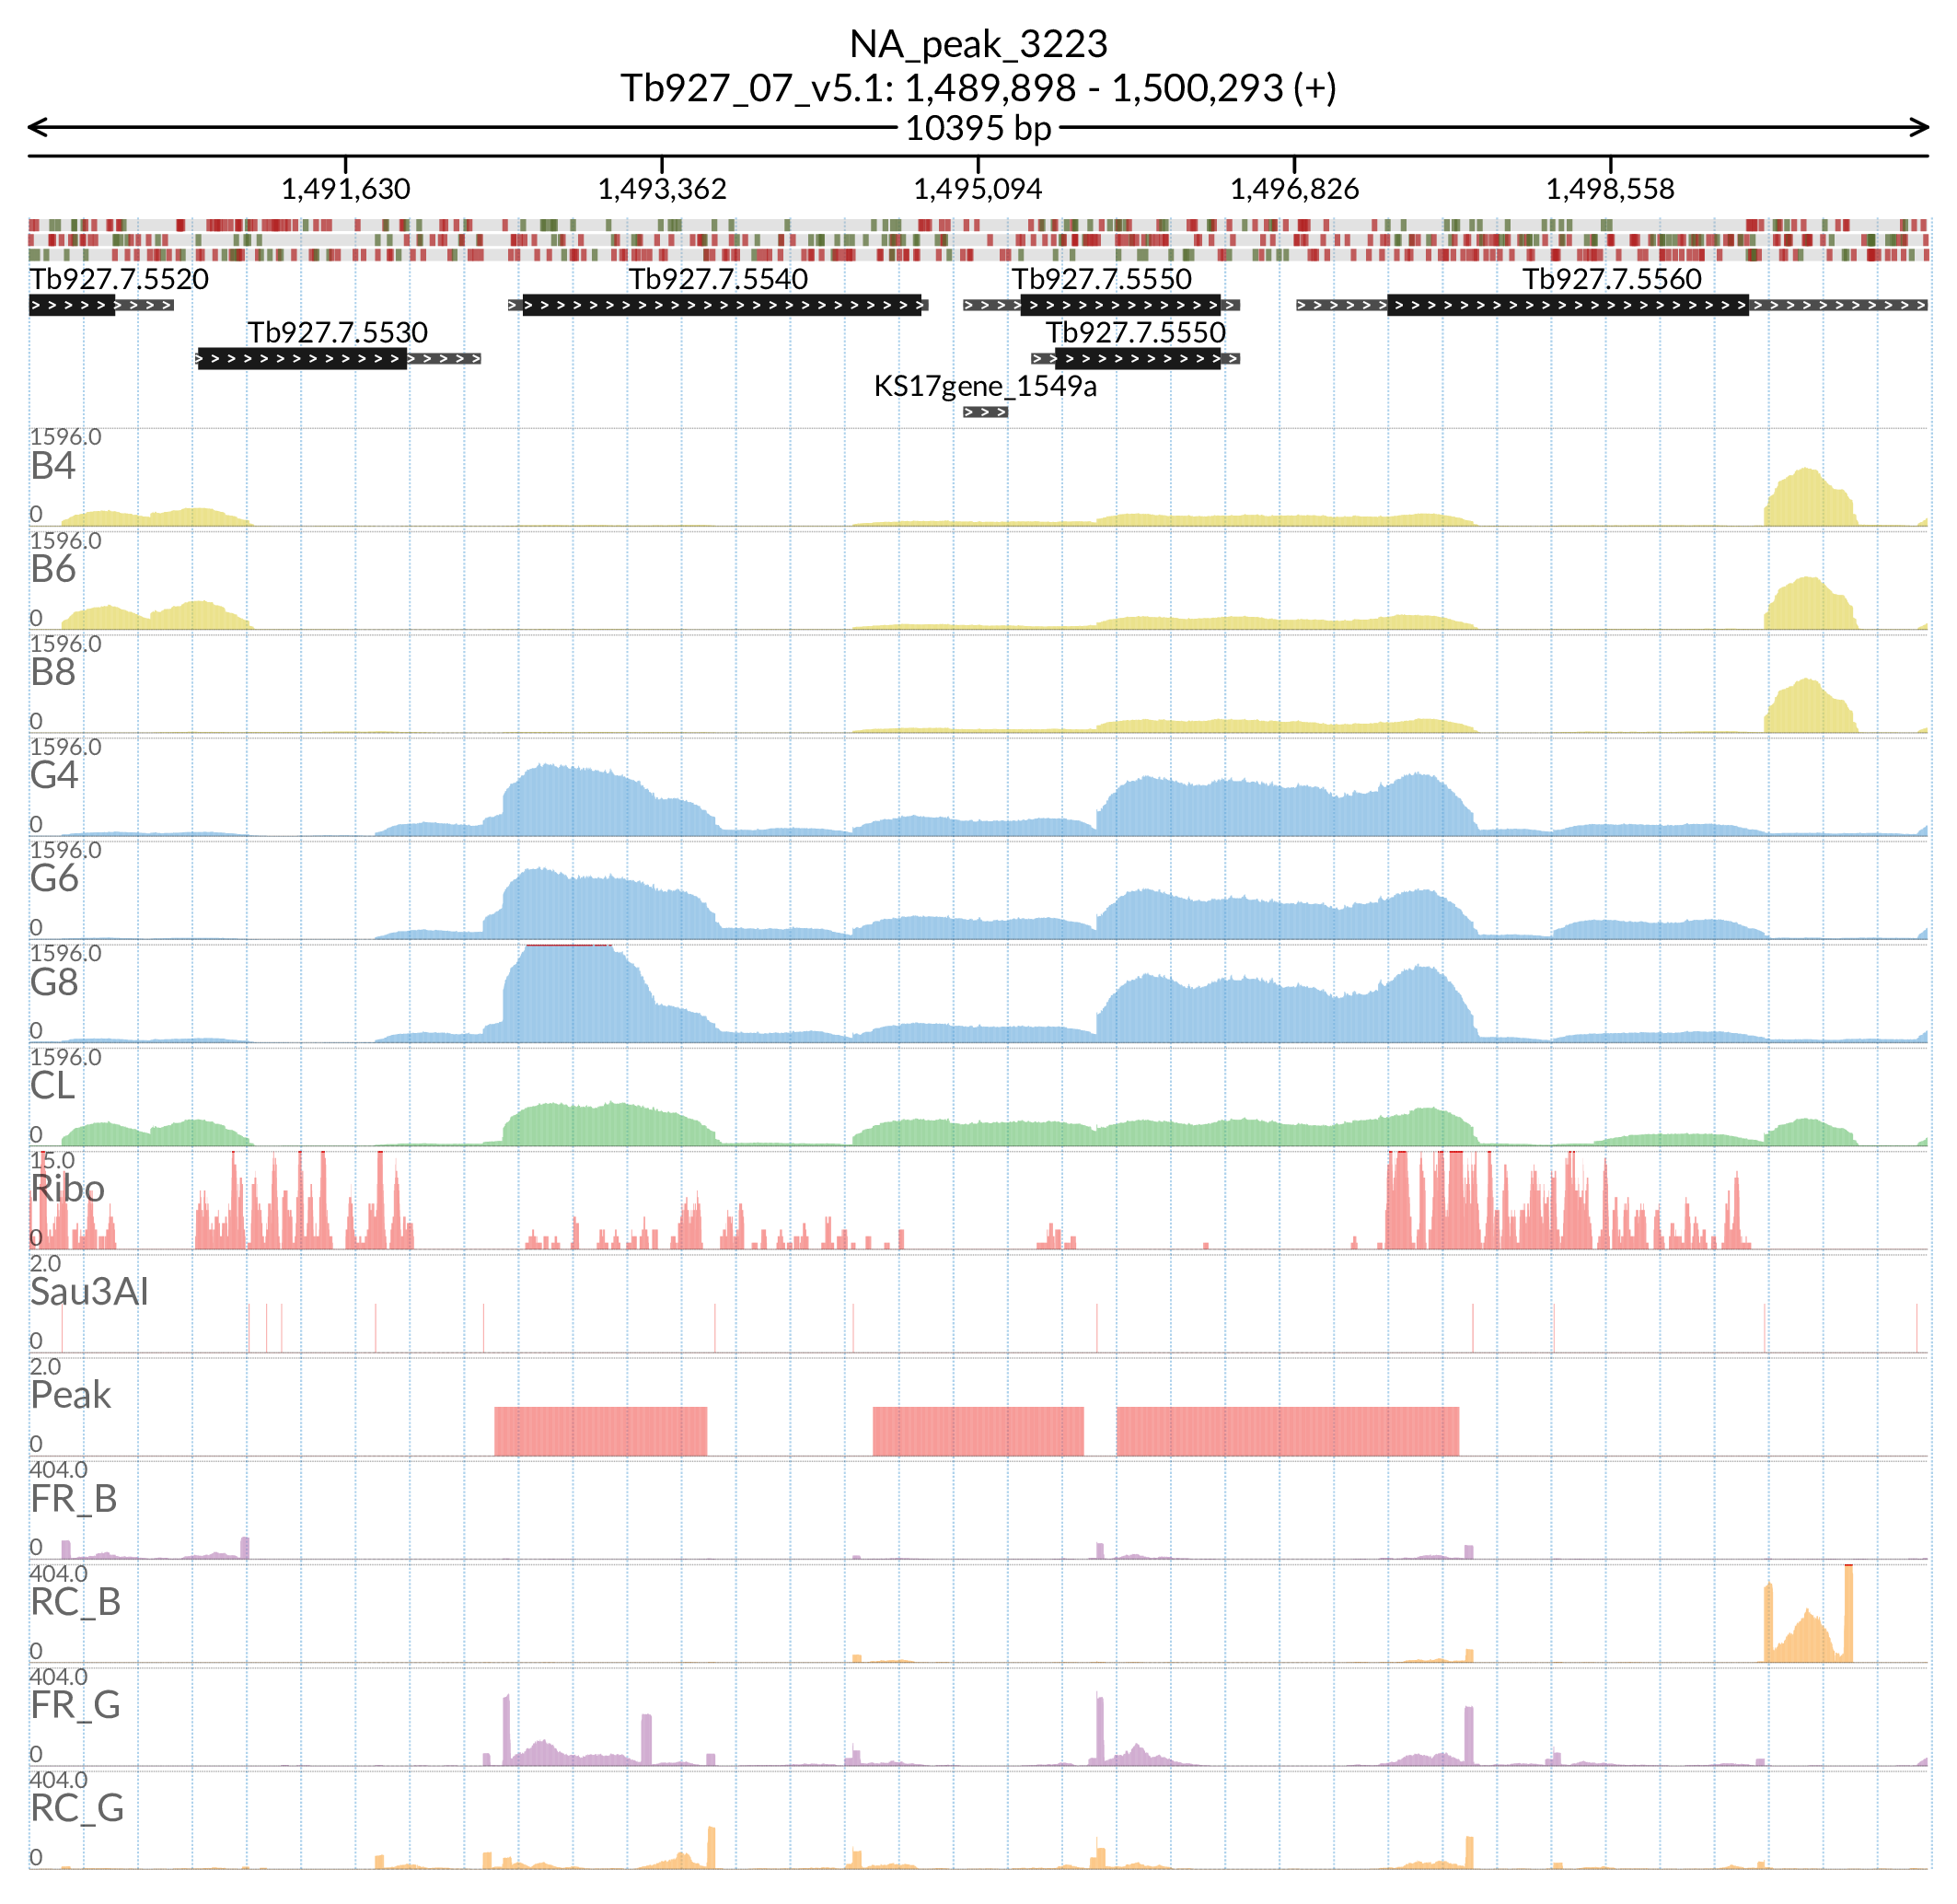 NA_peak_3223
Tb927_07_v5.1: 1,489,898 - 1,500,293 (+)
10395 bp
1,491,630 1,493,362 1,495,094 1,496,826 1,498,558
Tb927.7.5520 Tb927.7.5540 Tb927.7.5550 Tb927.7.5560
Tb927.7.5530 Tb927.7.5550
KS17gene_1549a
1596.0
B4
0
1596.0
B6
0
1596.0
B8
0
1596.0
G4
0
1596.0
G6
0
1596.0
G8
0
1596.0
CL
0
15.0
Ribo
0
2.0
Sau3AI
0
2.0
Peak
0
404.0
FR_B
0
404.0
RC_B
0
404.0
FR_G
0
404.0
RC_G
0